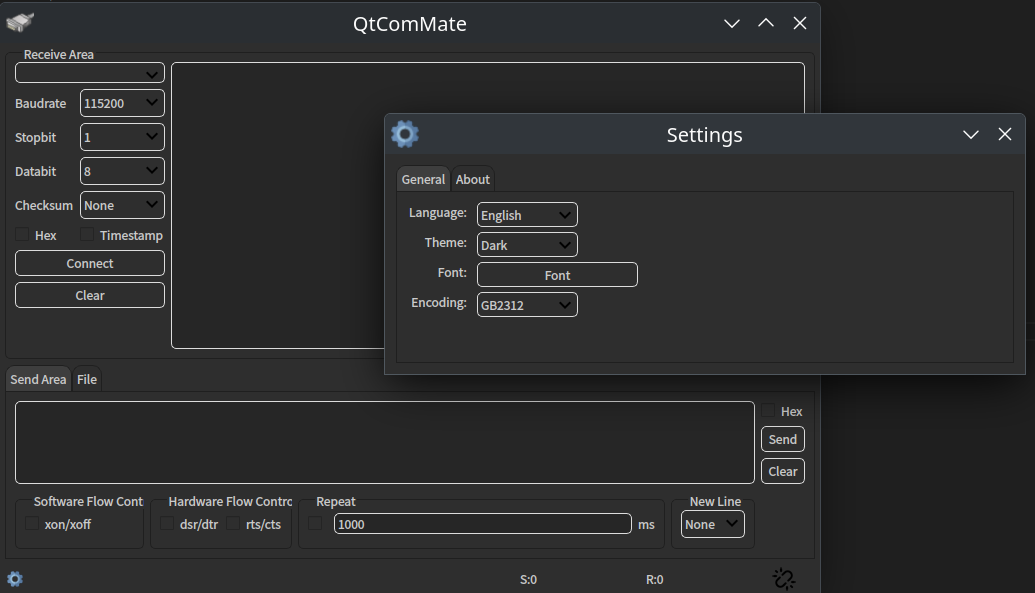 QtComMate
Receive Area
Baudrate 115200
Stopbit 1
Databit 8
Checksum None
Hex Timestamp
Connect
Clear
Settings
General About
Language: English
Theme: Dark
Font: Font
Encoding: GB2312
Send Area File
Hex
Send
Clear
Software Flow Cont Hardware Flow Contro Repeat New Line
xon/xoff dsr/dtr rts/cts 1000 ms None
S:0 R:0